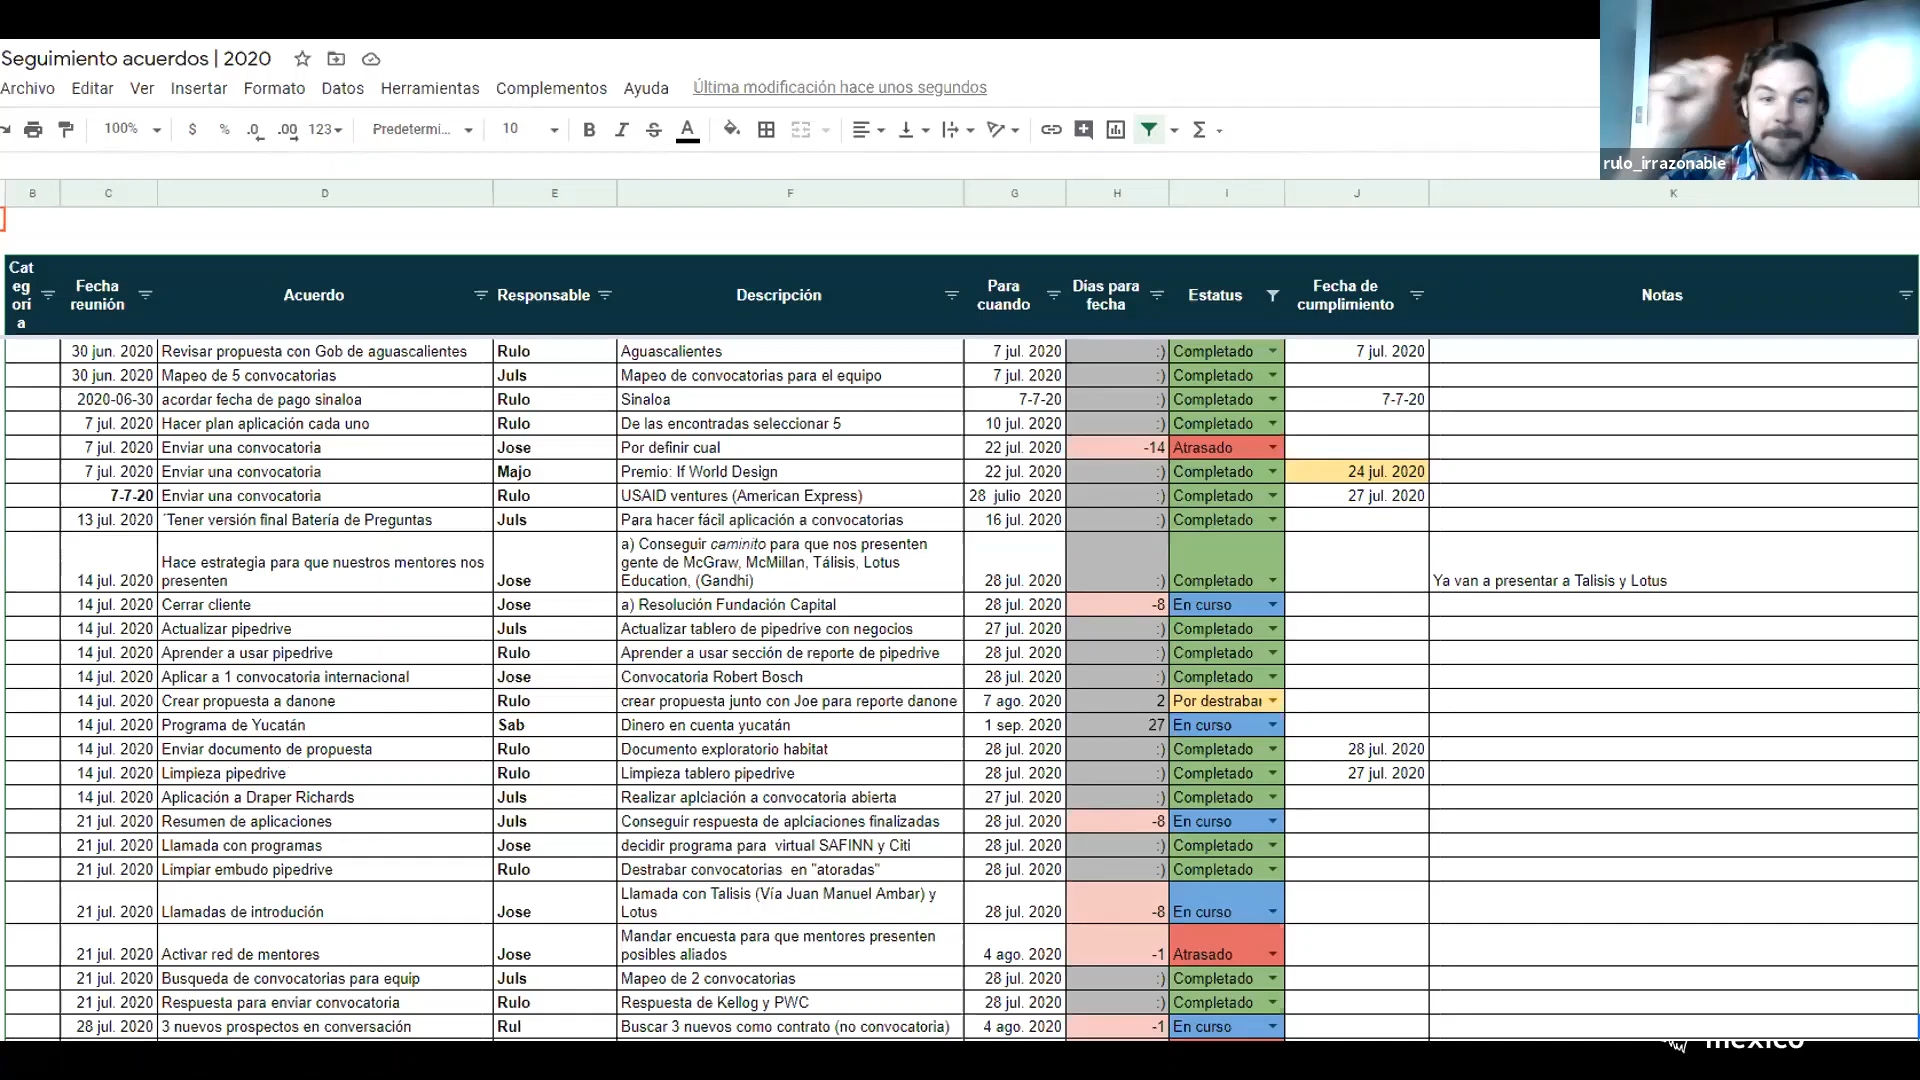 Seguimiento acuerdos | 2020
Archivo Editar Ver Insertar Formato Datos Herramientas Complementos Ayuda Última modificación hace unos segundos
100% $ % .0 .00 123 Predetermi... 10 B I S A Σ
rulo_irrazonable
B C D E F G H I J K
Categoría Fecha reunión Acuerdo Responsable Descripción Para cuando Días para fecha Estatus Fecha de cumplimiento Notas
30 jun. 2020 Revisar propuesta con Gob de aguascalientes Rulo Aguascalientes 7 jul. 2020 :) Completado 7 jul. 2020
30 jun. 2020 Mapeo de 5 convocatorias Juls Mapeo de convocatorias para el equipo 7 jul. 2020 :) Completado
2020-06-30 acordar fecha de pago sinaloa Rulo Sinaloa 7-7-20 :) Completado 7-7-20
7 jul. 2020 Hacer plan aplicación cada uno Rulo De las encontradas seleccionar 5 10 jul. 2020 :) Completado
7 jul. 2020 Enviar una convocatoria Jose Por definir cual 22 jul. 2020 -14 Atrasado
7 jul. 2020 Enviar una convocatoria Majo Premio: If World Design 22 jul. 2020 :) Completado 24 jul. 2020
7-7-20 Enviar una convocatoria Rulo USAID ventures (American Express) 28 julio 2020 :) Completado 27 jul. 2020
13 jul. 2020 ´Tener versión final Batería de Preguntas Juls Para hacer fácil aplicación a convocatorias 16 jul. 2020 :) Completado
14 jul. 2020 Hace estrategia para que nuestros mentores nos presenten Jose a) Conseguir caminito para que nos presenten gente de McGraw, McMillan, Tálisis, Lotus Education, (Gandhi) 28 jul. 2020 :) Completado Ya van a presentar a Talisis y Lotus
14 jul. 2020 Cerrar cliente Jose a) Resolución Fundación Capital 28 jul. 2020 -8 En curso
14 jul. 2020 Actualizar pipedrive Juls Actualizar tablero de pipedrive con negocios 27 jul. 2020 :) Completado
14 jul. 2020 Aprender a usar pipedrive Rulo Aprender a usar sección de reporte de pipedrive 28 jul. 2020 :) Completado
14 jul. 2020 Aplicar a 1 convocatoria internacional Jose Convocatoria Robert Bosch 28 jul. 2020 :) Completado
14 jul. 2020 Crear propuesta a danone Rulo crear propuesta junto con Joe para reporte danone 7 ago. 2020 2 Por destrabar
14 jul. 2020 Programa de Yucatán Sab Dinero en cuenta yucatán 1 sep. 2020 27 En curso
14 jul. 2020 Enviar documento de propuesta Rulo Documento exploratorio habitat 28 jul. 2020 :) Completado 28 jul. 2020
14 jul. 2020 Limpieza pipedrive Rulo Limpieza tablero pipedrive 28 jul. 2020 :) Completado 27 jul. 2020
14 jul. 2020 Aplicación a Draper Richards Juls Realizar aplciación a convocatoria abierta 27 jul. 2020 :) Completado
21 jul. 2020 Resumen de aplicaciones Juls Conseguir respuesta de aplciaciones finalizadas 28 jul. 2020 -8 En curso
21 jul. 2020 Llamada con programas Jose decidir programa para virtual SAFINN y Citi 28 jul. 2020 :) Completado
21 jul. 2020 Limpiar embudo pipedrive Rulo Destrabar convocatorias en "atoradas" 28 jul. 2020 :) Completado
21 jul. 2020 Llamadas de introdución Jose Llamada con Talisis (Vía Juan Manuel Ambar) y Lotus 28 jul. 2020 -8 En curso
21 jul. 2020 Activar red de mentores Jose Mandar encuesta para que mentores presenten posibles aliados 4 ago. 2020 -1 Atrasado
21 jul. 2020 Busqueda de convocatorias para equip Juls Mapeo de 2 convocatorias 28 jul. 2020 :) Completado
21 jul. 2020 Respuesta para enviar convocatoria Rulo Respuesta de Kellog y PWC 28 jul. 2020 :) Completado
28 jul. 2020 3 nuevos prospectos en conversación Rul Buscar 3 nuevos como contrato (no convocatoria) 4 ago. 2020 -1 En curso
mexico